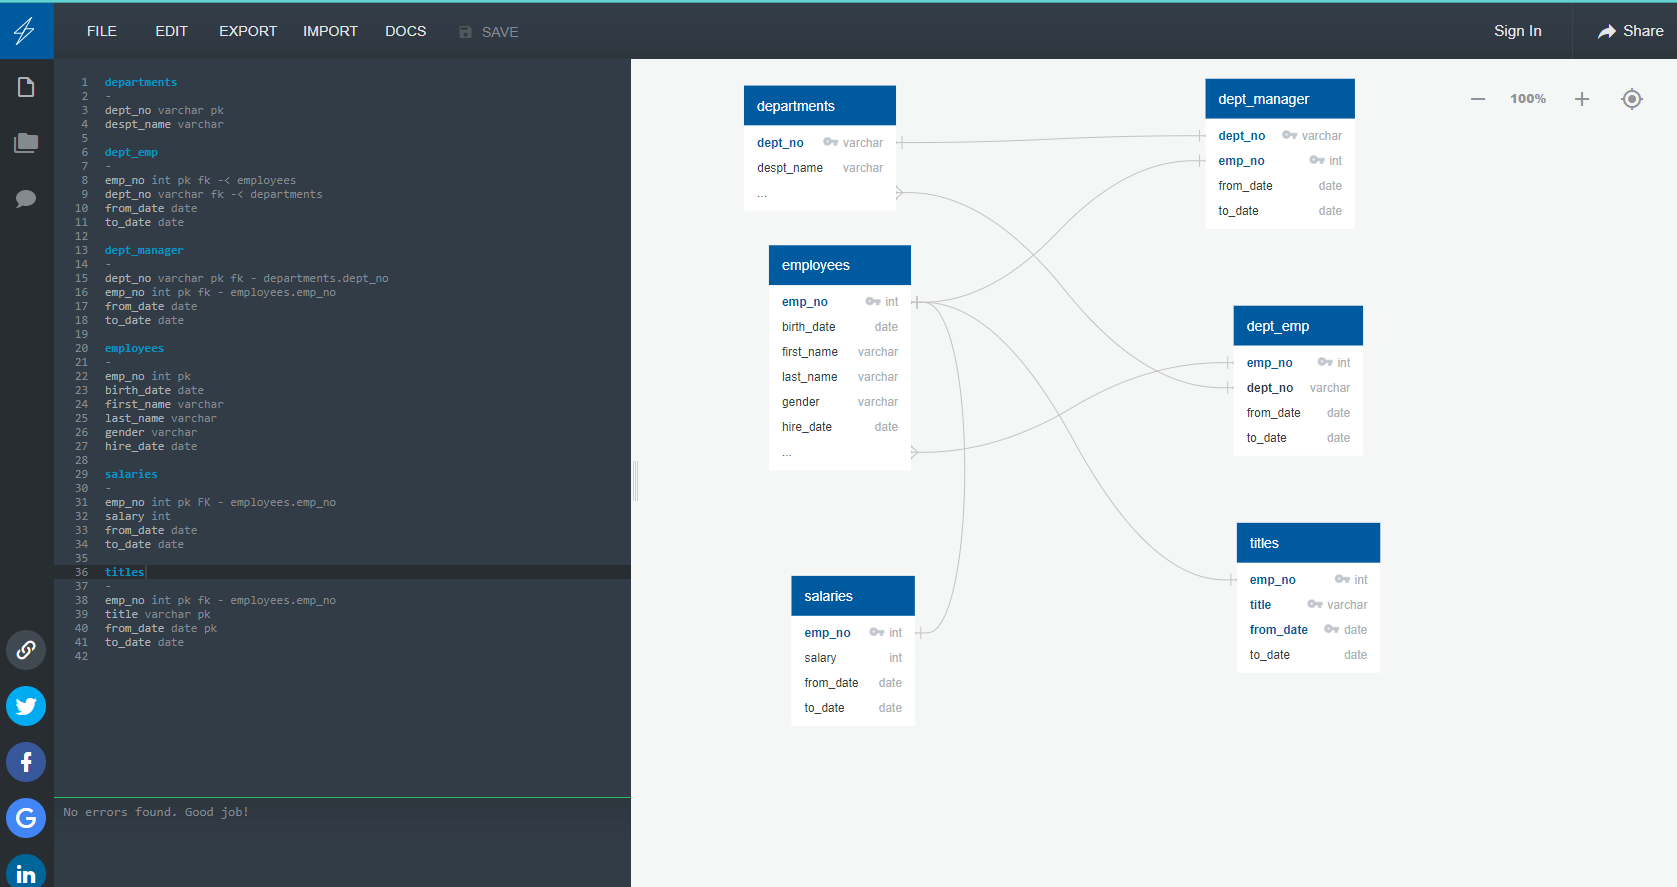 FILE EDIT EXPORT IMPORT DOCS SAVE Sign In Share
1 departments
2 -
3 dept_no varchar pk
4 despt_name varchar
5
6 dept_emp
7 -
8 emp_no int pk fk -< employees
9 dept_no varchar fk -< departments
10 from_date date
11 to_date date
12
13 dept_manager
14 -
15 dept_no varchar pk fk - departments.dept_no
16 emp_no int pk fk - employees.emp_no
17 from_date date
18 to_date date
19
20 employees
21 -
22 emp_no int pk
23 birth_date date
24 first_name varchar
25 last_name varchar
26 gender varchar
27 hire_date date
28
29 salaries
30 -
31 emp_no int pk FK - employees.emp_no
32 salary int
33 from_date date
34 to_date date
35
36 titles
37 -
38 emp_no int pk fk - employees.emp_no
39 title varchar pk
40 from_date date pk
41 to_date date
42
No errors found. Good job!
departments
dept_no varchar
despt_name varchar
...
employees
emp_no int
birth_date date
first_name varchar
last_name varchar
gender varchar
hire_date date
...
salaries
emp_no int
salary int
from_date date
to_date date
dept_manager
dept_no varchar
emp_no int
from_date date
to_date date
dept_emp
emp_no int
dept_no varchar
from_date date
to_date date
titles
emp_no int
title varchar
from_date date
to_date date
100%
f
G
in